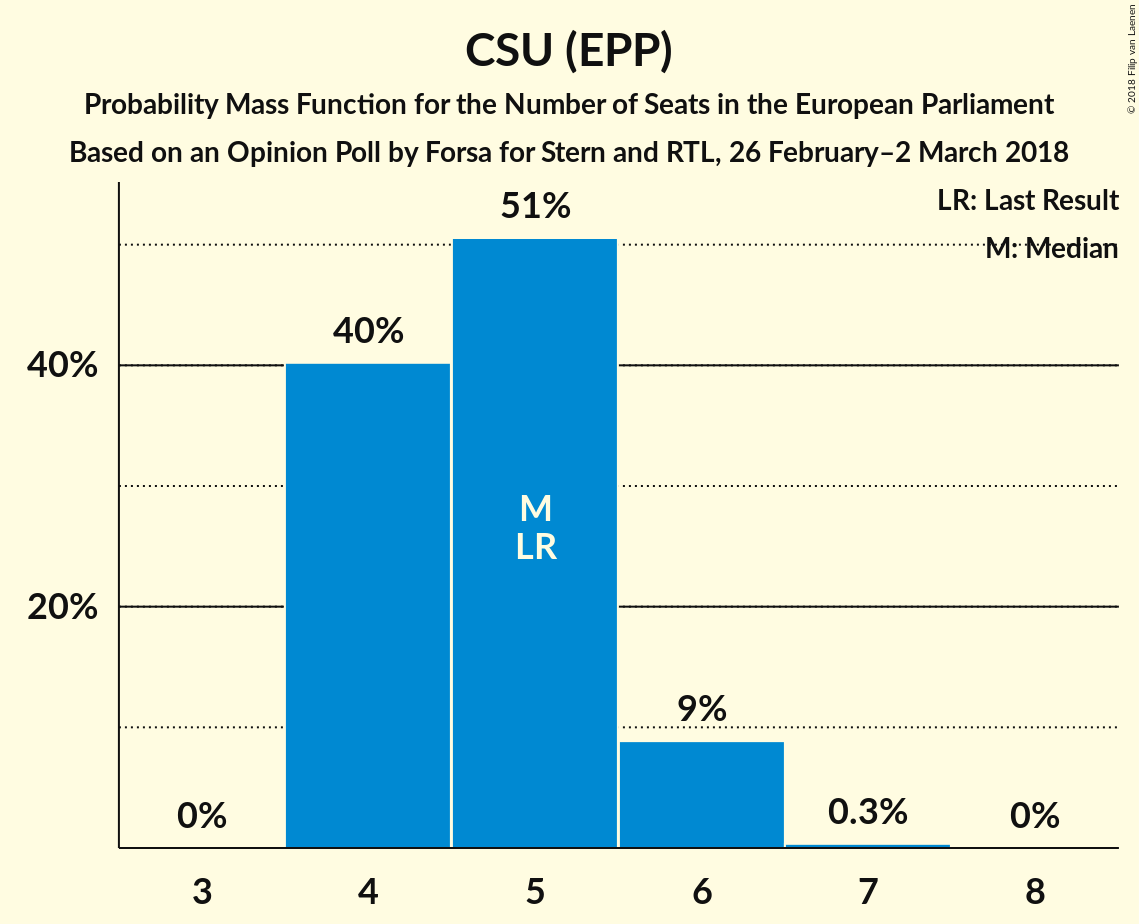 CSU (EPP)
Probability Mass Function for the Number of Seats in the European Parliament
Based on an Opinion Poll by Forsa for Stern and RTL, 26 February–2 March 2018
© 2018 Filip van Laenen
LR: Last Result
M: Median
51%
40%
40%
M
LR
20%
9%
0%
0.3%
0%
3 4 5 6 7 8